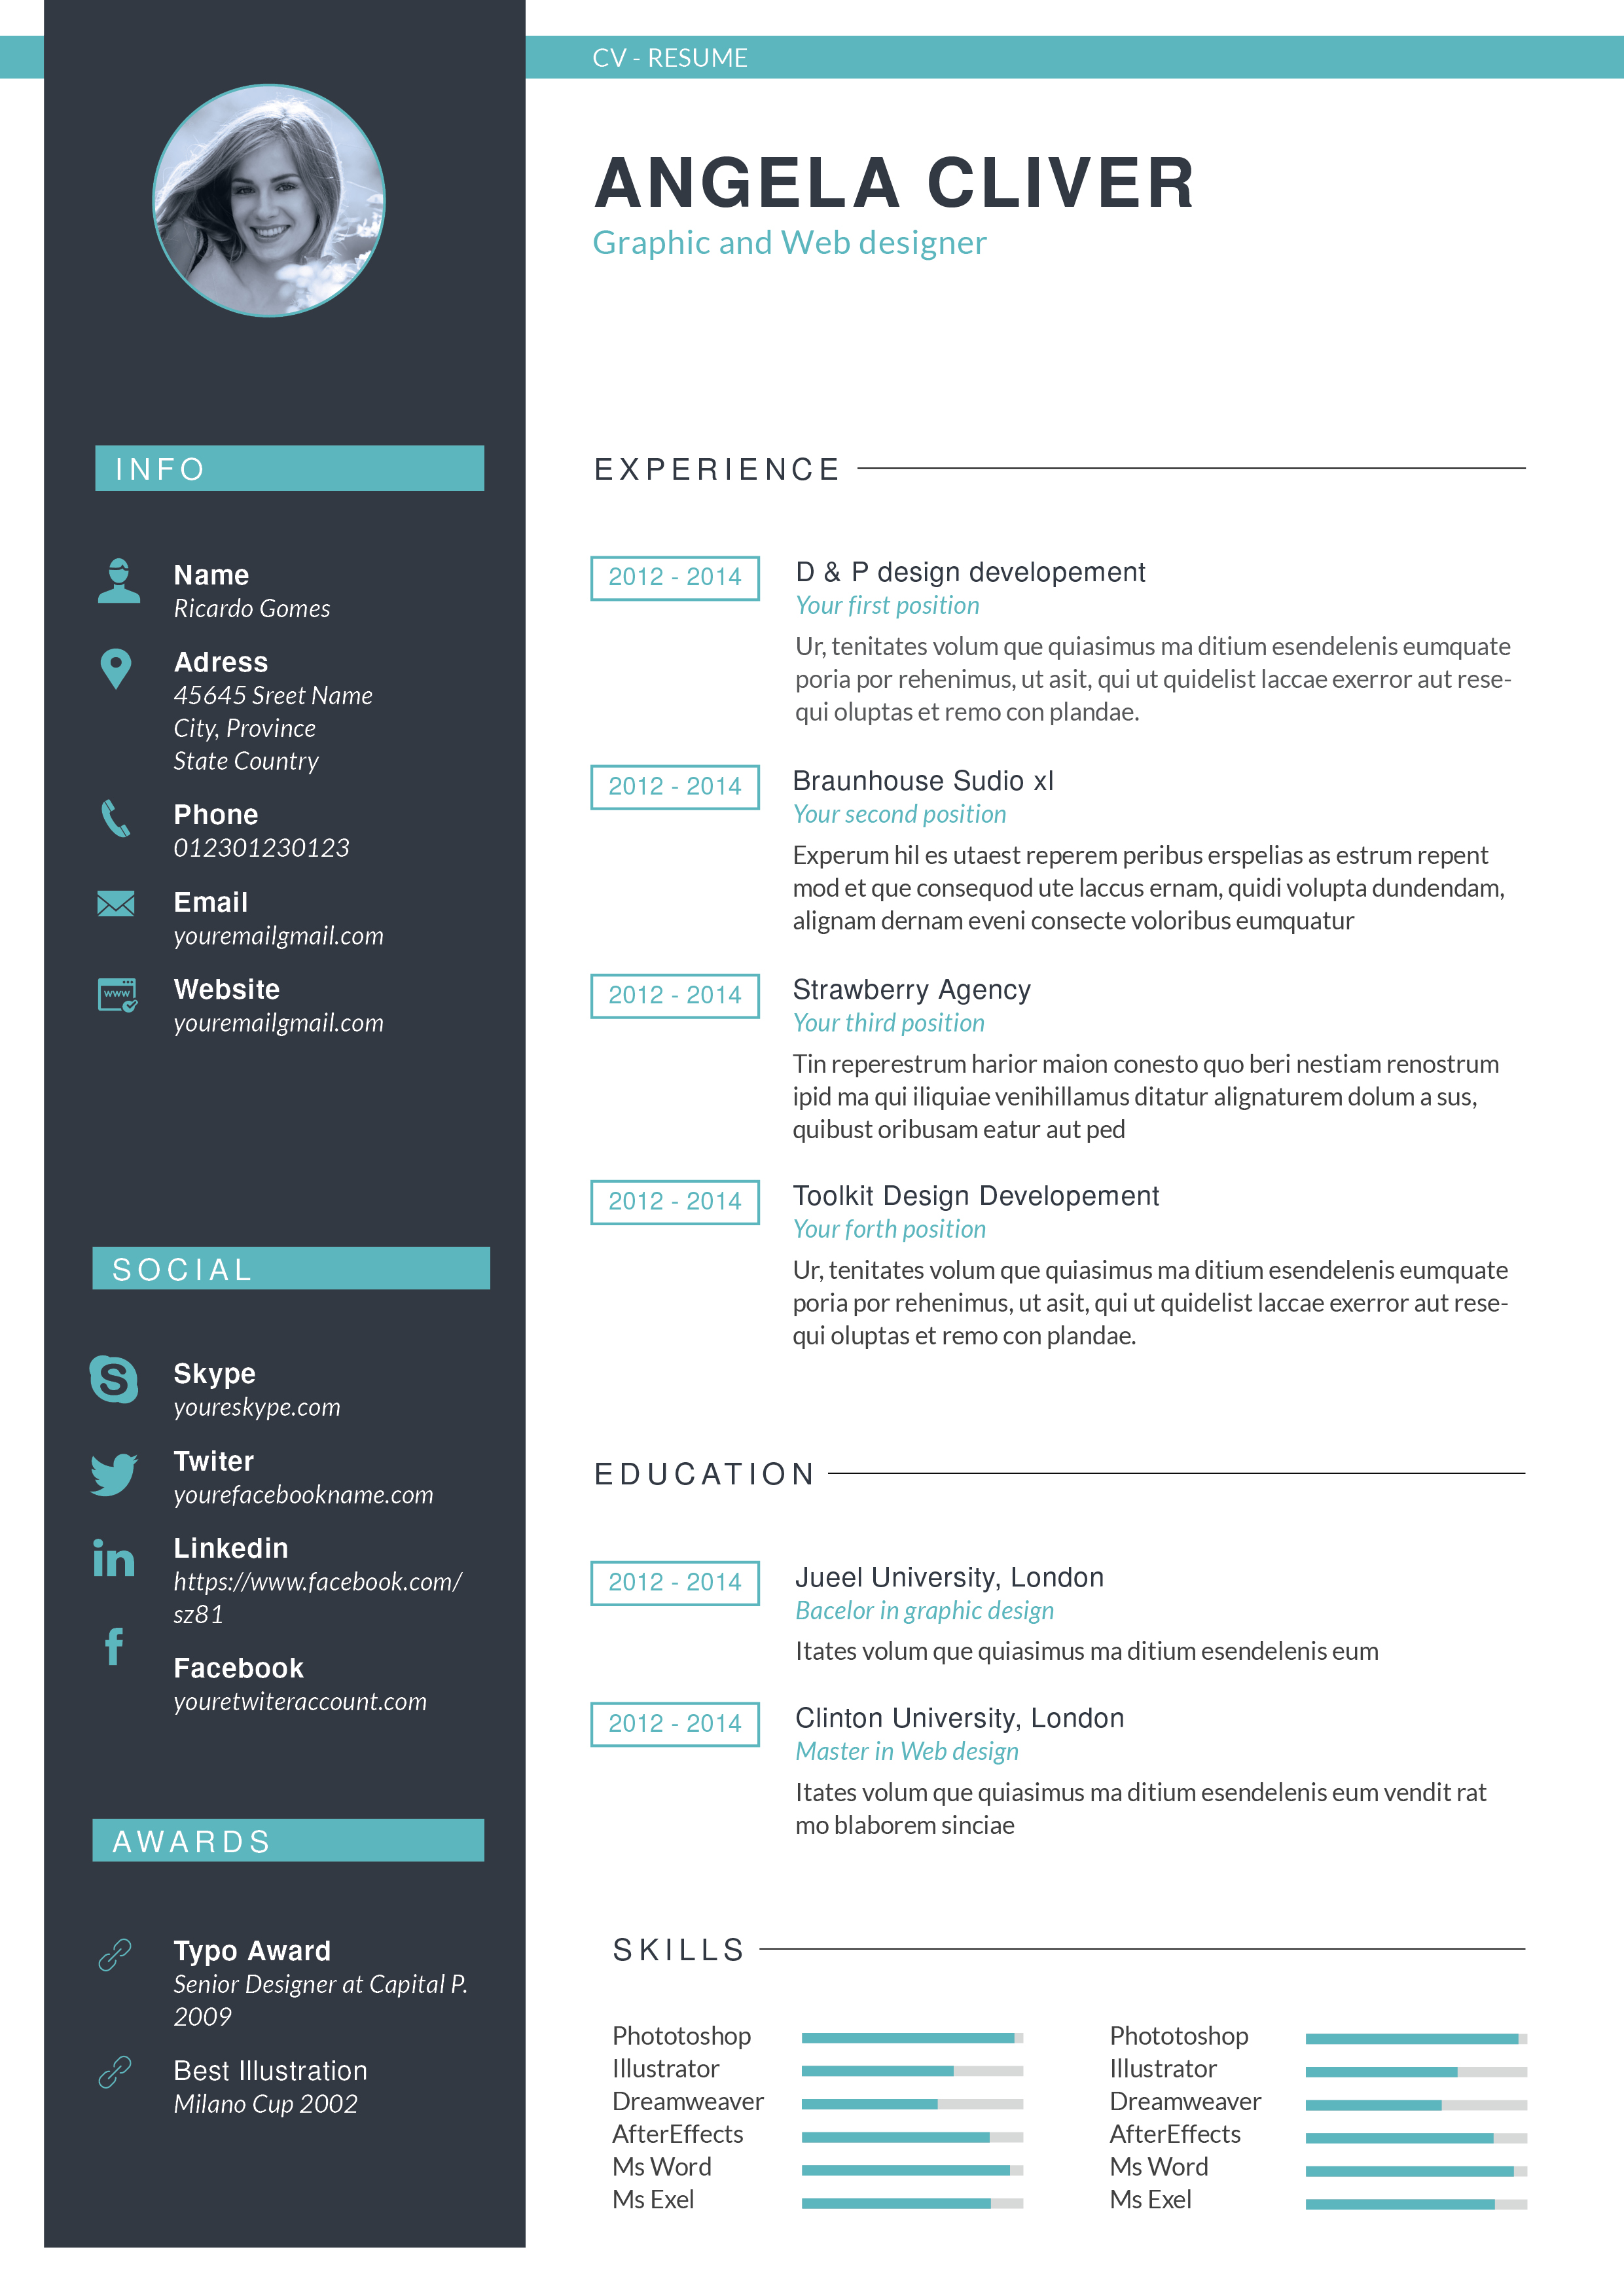 CV - RESUME
ANGELA CLIVER
Graphic and Web designer
INFO
Name
Ricardo Gomes
Adress
45645 Sreet Name
City, Province
State Country
Phone
012301230123
Email
youremailgmail.com
www
Website
youremailgmail.com
SOCIAL
Skype
youreskype.com
Twiter
yourefacebookname.com
in
Linkedin
https://www.facebook.com/
sz81
f
Facebook
youretwiteraccount.com
AWARDS
Typo Award
Senior Designer at Capital P.
2009
Best Illustration
Milano Cup 2002
EXPERIENCE
2012 - 2014
D & P design developement
Your first position
Ur, tenitates volum que quiasimus ma ditium esendelenis eumquate
poria por rehenimus, ut asit, qui ut quidelist laccae exerror aut rese-
qui oluptas et remo con plandae.
2012 - 2014
Braunhouse Sudio xl
Your second position
Experum hil es utaest reperem peribus erspelias as estrum repent
mod et que consequod ute laccus ernam, quidi volupta dundendam,
alignam dernam eveni consecte voloribus eumquatur
2012 - 2014
Strawberry Agency
Your third position
Tin reperestrum harior maion conesto quo beri nestiam renostrum
ipid ma qui iliquiae venihillamus ditatur alignaturem dolum a sus,
quibust oribusam eatur aut ped
2012 - 2014
Toolkit Design Developement
Your forth position
Ur, tenitates volum que quiasimus ma ditium esendelenis eumquate
poria por rehenimus, ut asit, qui ut quidelist laccae exerror aut rese-
qui oluptas et remo con plandae.
EDUCATION
2012 - 2014
Jueel University, London
Bacelor in graphic design
Itates volum que quiasimus ma ditium esendelenis eum
2012 - 2014
Clinton University, London
Master in Web design
Itates volum que quiasimus ma ditium esendelenis eum vendit rat
mo blaborem sinciae
SKILLS
Phototoshop
Illustrator
Dreamweaver
AfterEffects
Ms Word
Ms Exel
Phototoshop
Illustrator
Dreamweaver
AfterEffects
Ms Word
Ms Exel